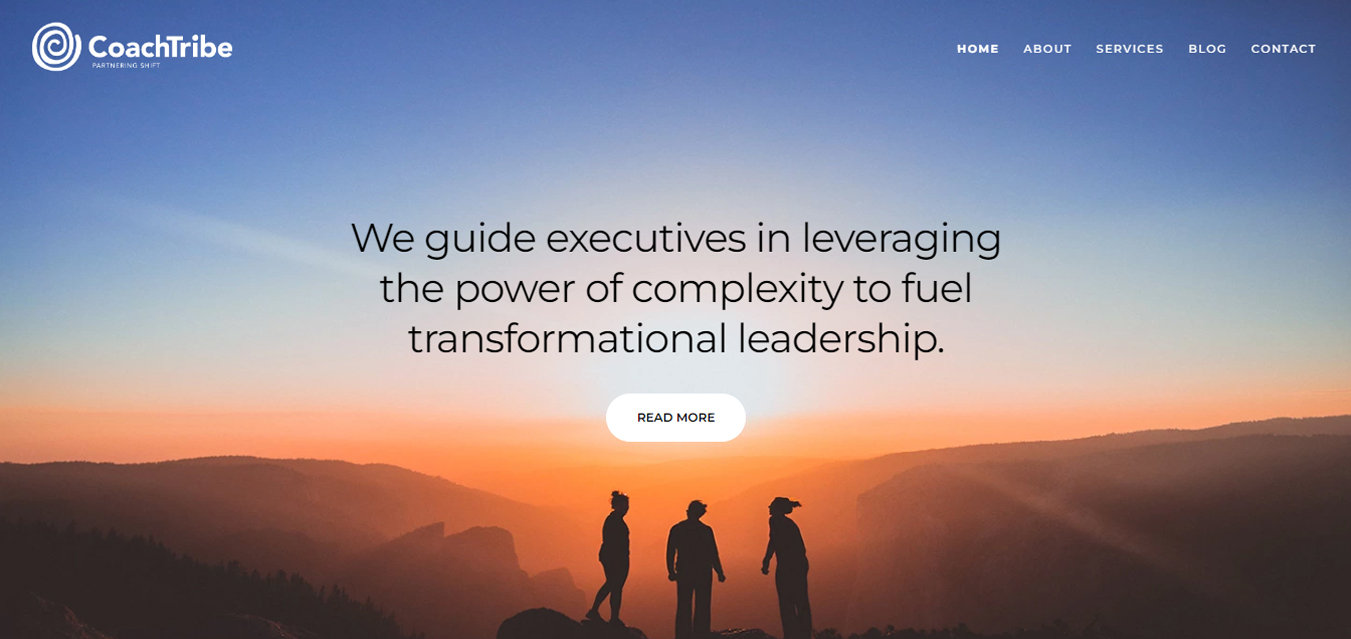 CoachTribe
PARTNERING SHIFT
HOME ABOUT SERVICES BLOG CONTACT
We guide executives in leveraging
the power of complexity to fuel
transformational leadership.
READ MORE